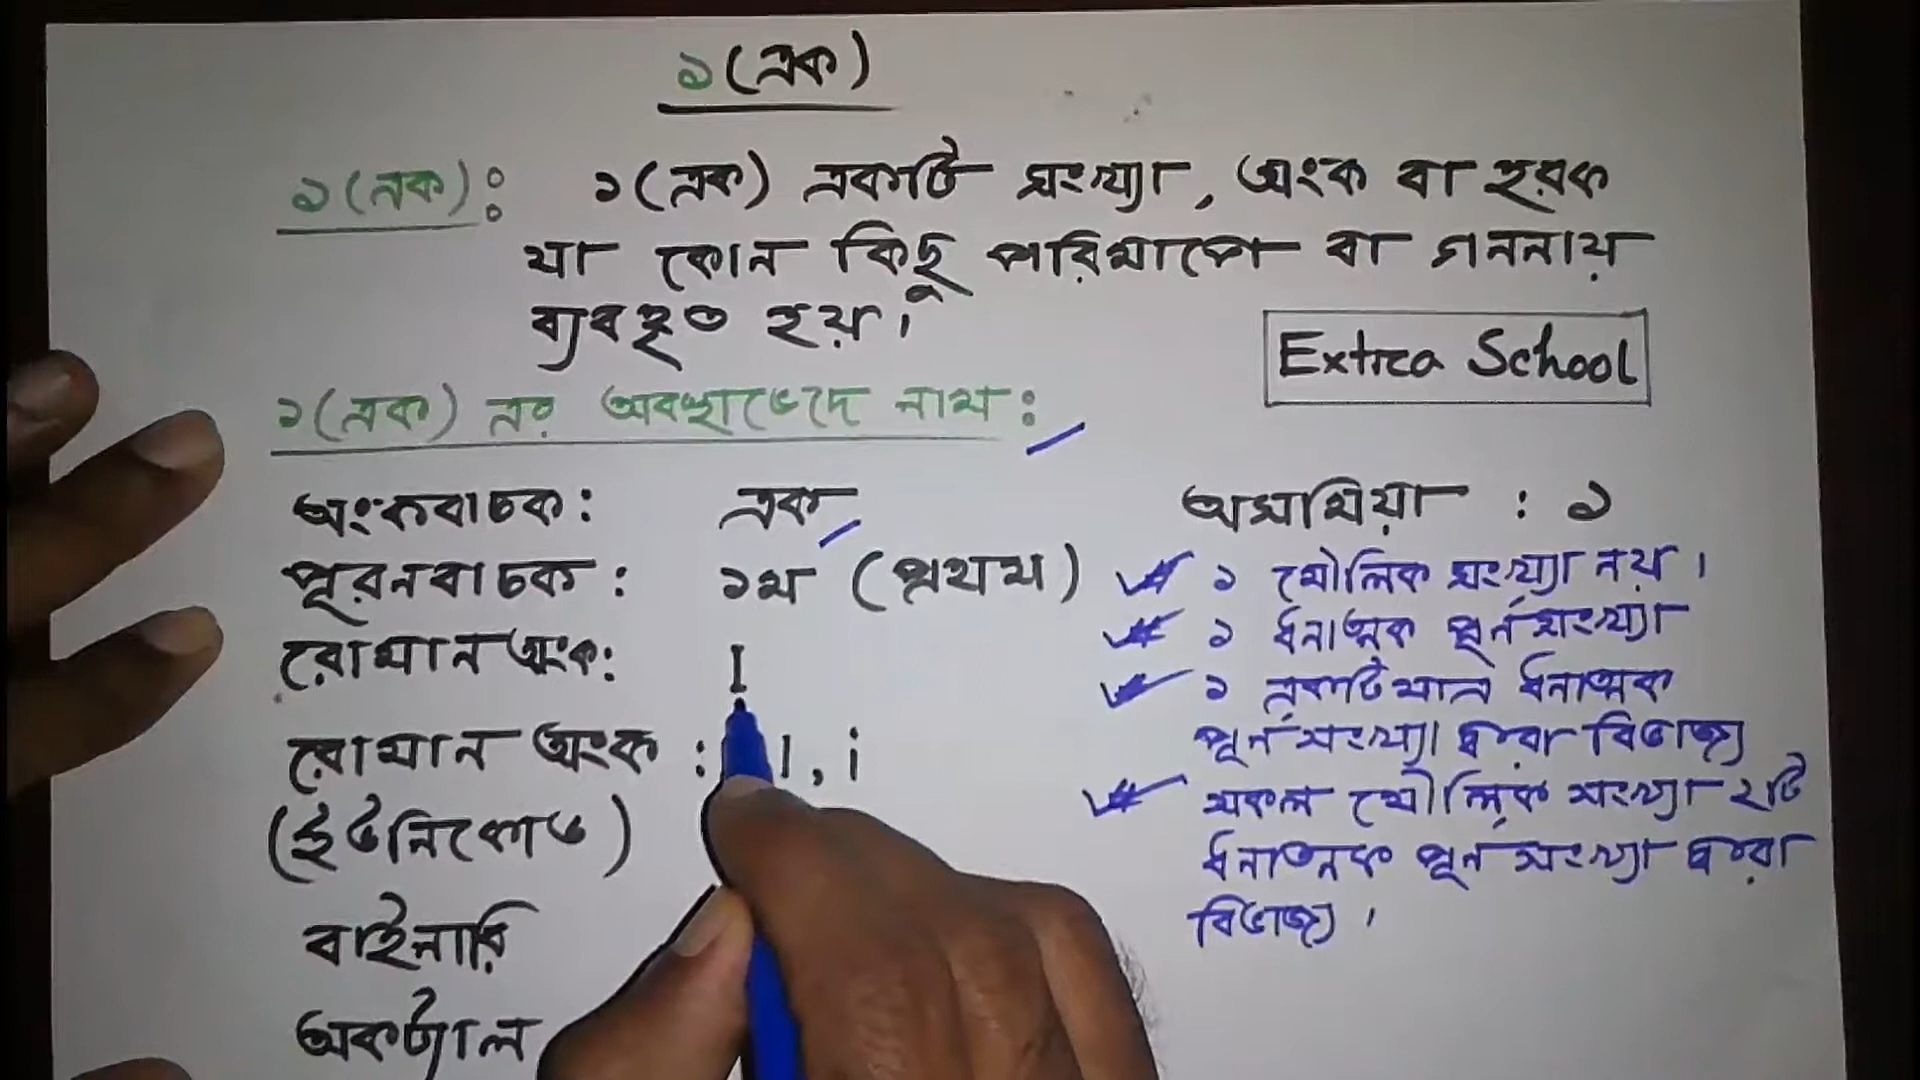 ১(এক)
১(এক): ১(এক) একটি সংখ্যা, অংক বা হরফ
যা কোন কিছু পরিমাপে বা গননায়
ব্যবহৃত হয়।
Extra School
১(এক) এর অবস্থাভেদে নাম:
অংকবাচক: এক
পূরনবাচক: ১ম (প্রথম)
রোমান অংক: I
রোমান অংক : I, i
(ইউনিকোড)
বাইনারি
অকট্যাল
অসমিয়া : ১
১ মৌলিক সংখ্যা নয়।
১ ধনাত্মক পূর্নসংখ্যা
১ একটিমাত্র ধনাত্মক
পূর্নসংখ্যা দ্বারা বিভাজ্য
সকল মৌলিক সংখ্যা ২টি
ধনাত্মক পূর্নসংখ্যা দ্বারা
বিভাজ্য।